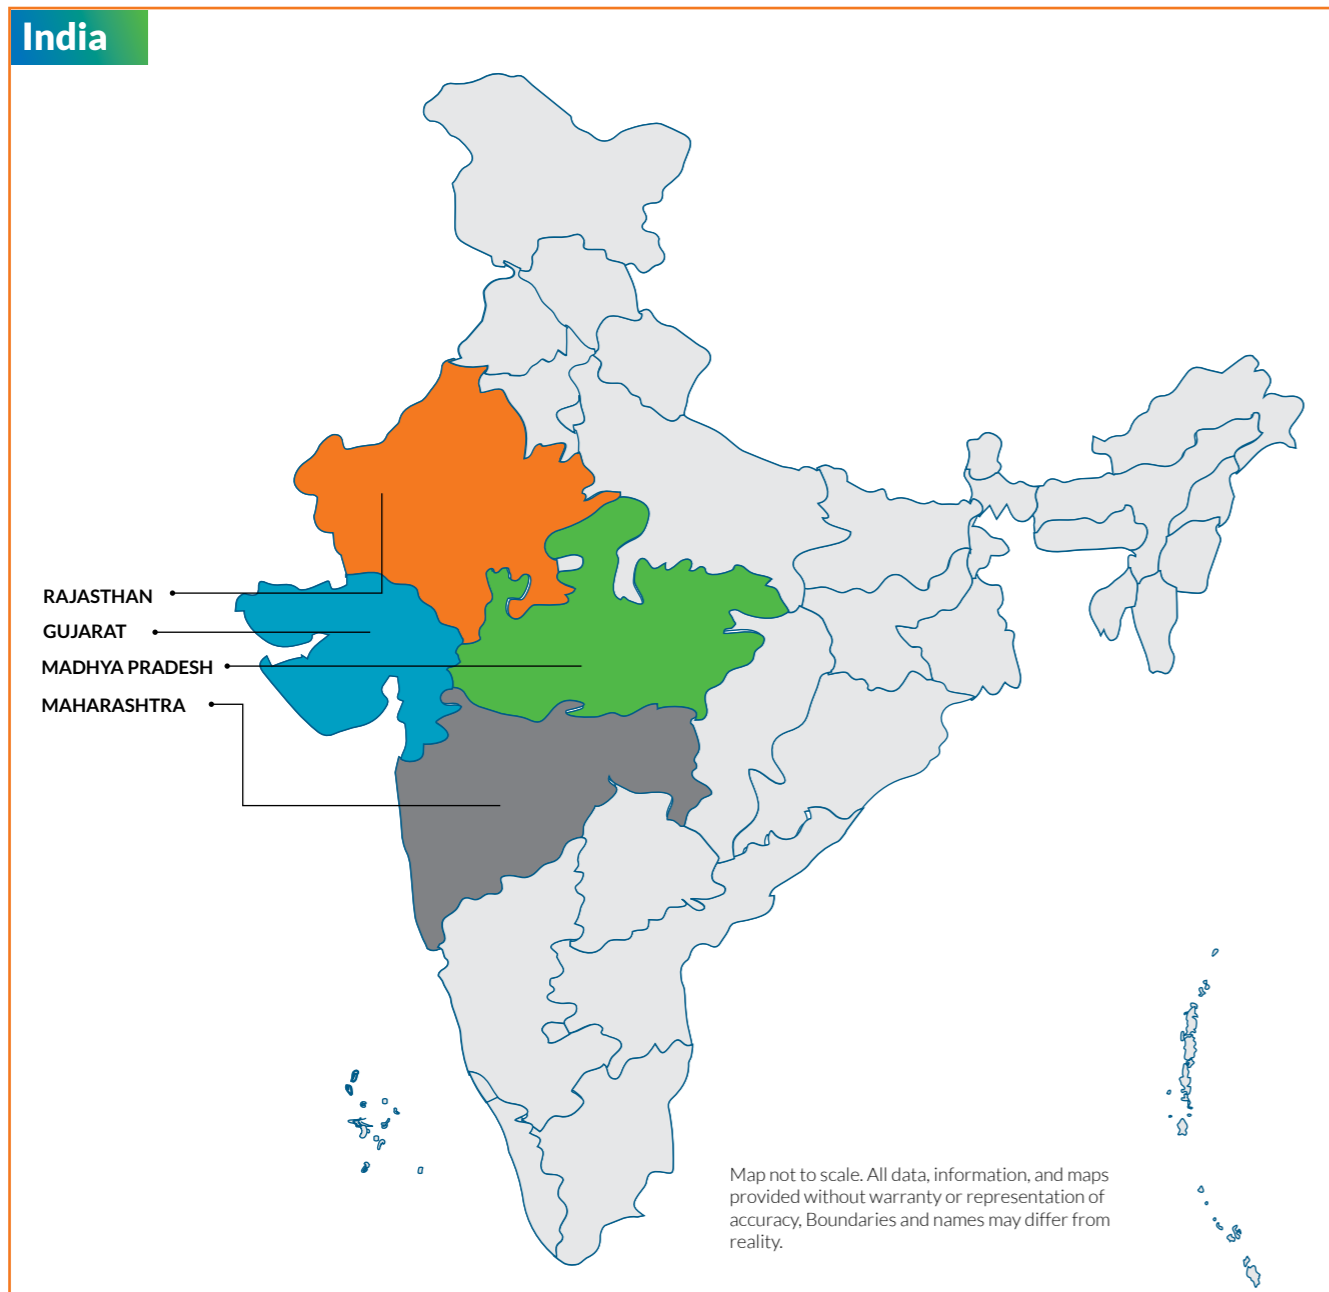 India
RAJASTHAN
GUJARAT
MADHYA PRADESH
MAHARASHTRA
Map not to scale. All data, information, and maps
provided without warranty or representation of
accuracy, Boundaries and names may differ from
reality.